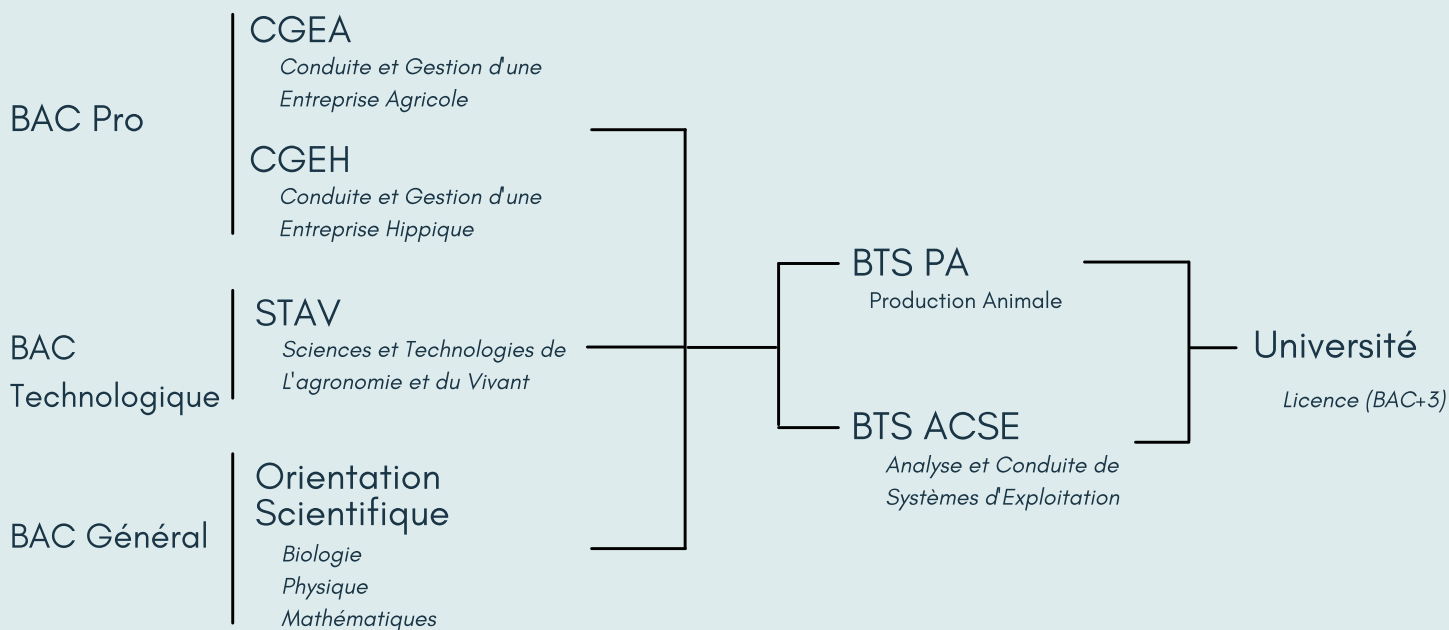 BAC Pro
CGEA
Conduite et Gestion d'une
Entreprise Agricole
CGEH
Conduite et Gestion d'une
Entreprise Hippique
BAC
Technologique
STAV
Sciences et Technologies de
L'agronomie et du Vivant
BAC Général
Orientation
Scientifique
Biologie
Physique
Mathématiques
BTS PA
Production Animale
BTS ACSE
Analyse et Conduite de
Systèmes d'Exploitation
Université
Licence (BAC+3)